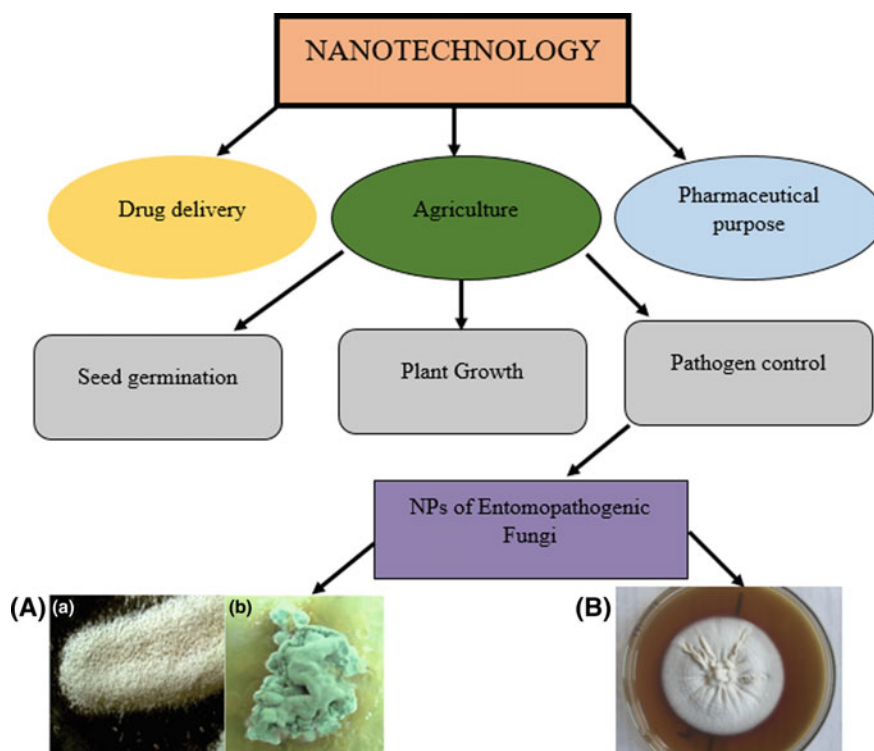 NANOTECHNOLOGY
Drug delivery
Agriculture
Pharmaceutical
purpose
Seed germination
Plant Growth
Pathogen control
NPs of Entomopathogenic
Fungi
(A) (a) (b) (B)